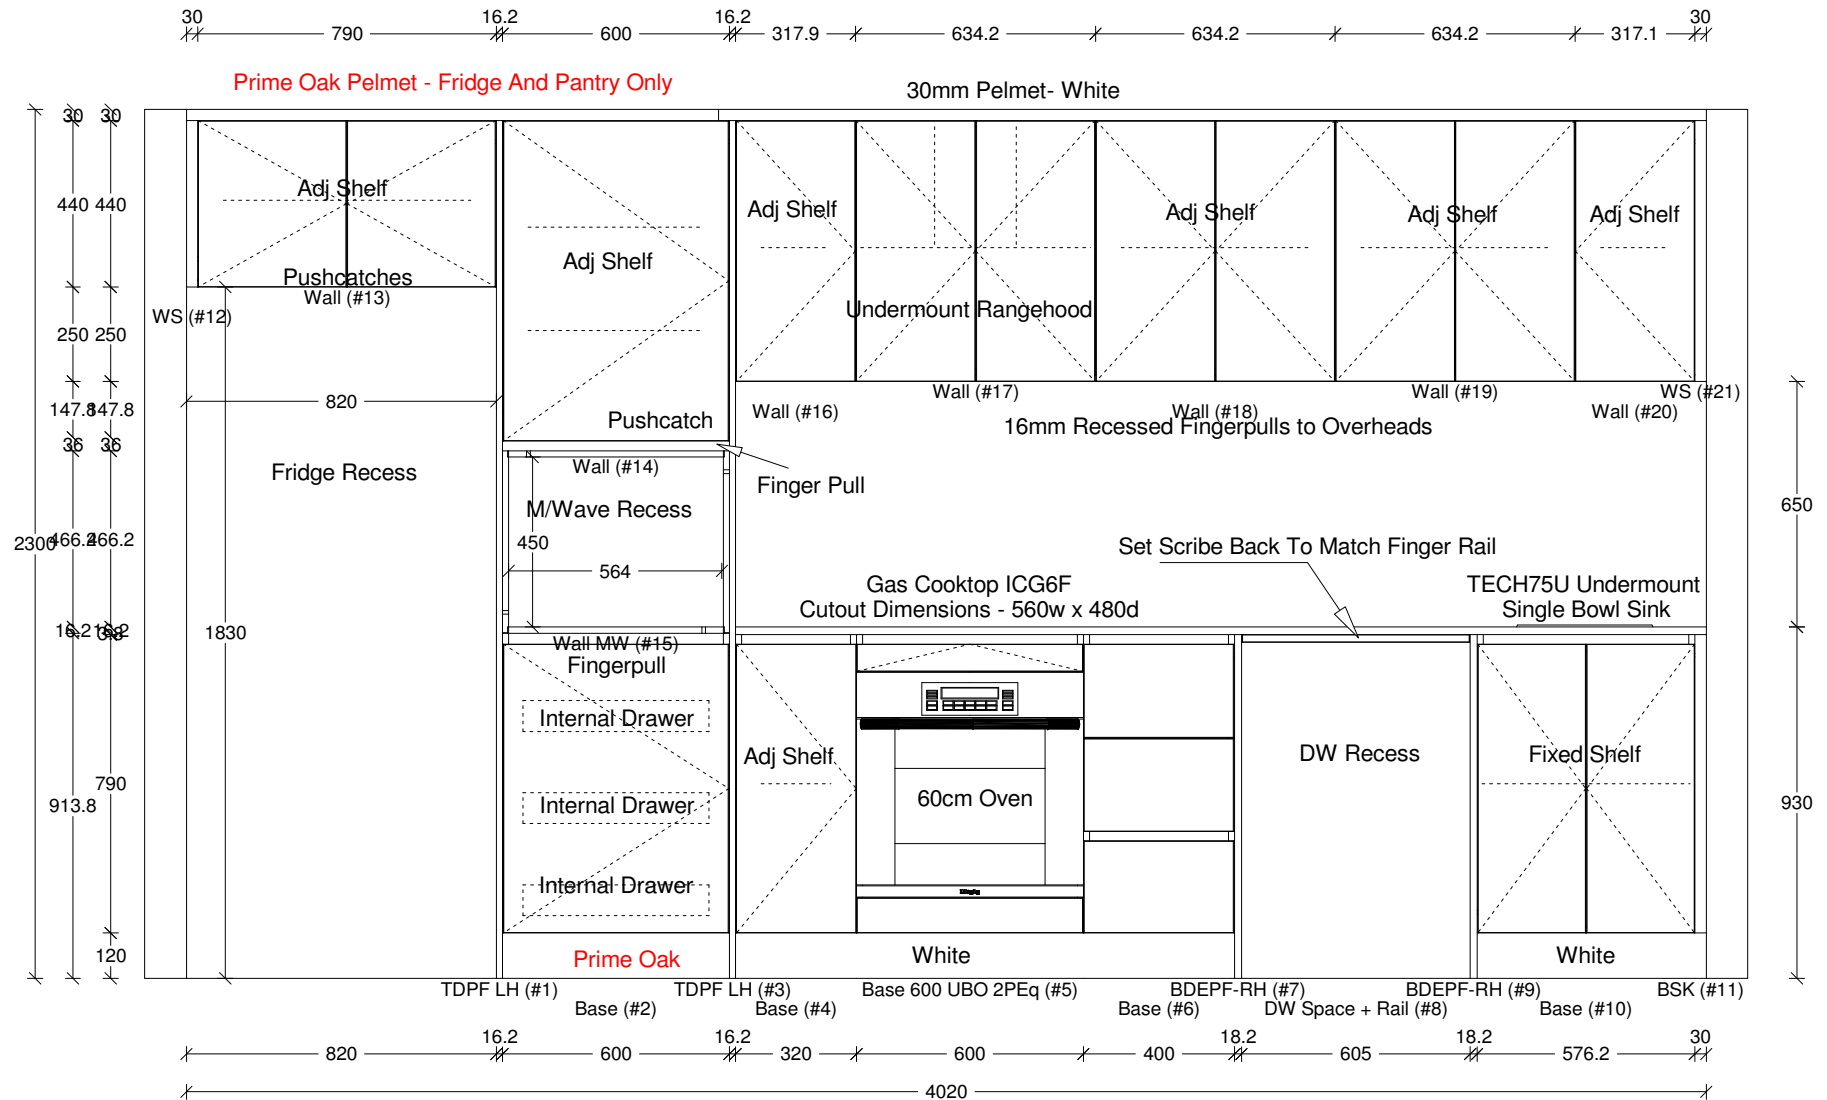 30 16.2 16.2 30
790 600 317.9 634.2 634.2 634.2 317.1
Prime Oak Pelmet - Fridge And Pantry Only
30mm Pelmet- White
30 30
440 440
250 250
147.8 147.8
36 36
2300
466.2 466.2
16.2 16.2
913.8
790
120
Adj Shelf
Pushcatches
Wall (#13)
WS (#12)
820
Fridge Recess
1830
Adj Shelf
Pushcatch
Wall (#14)
Finger Pull
M/Wave Recess
450
564
Wall MW (#15)
Fingerpull
Internal Drawer
Internal Drawer
Internal Drawer
Prime Oak
Adj Shelf
Undermount Rangehood
Adj Shelf
Adj Shelf
Adj Shelf
Wall (#16)
Wall (#17)
Wall (#18)
Wall (#19)
Wall (#20)
WS (#21)
16mm Recessed Fingerpulls to Overheads
650
Set Scribe Back To Match Finger Rail
Gas Cooktop ICG6F
Cutout Dimensions - 560w x 480d
TECH75U Undermount
Single Bowl Sink
Adj Shelf
60cm Oven
DW Recess
Fixed Shelf
930
White
White
TDPF LH (#1)
Base (#2)
TDPF LH (#3)
Base (#4)
Base 600 UBO 2PEq (#5)
Base (#6)
BDEPF-RH (#7)
DW Space + Rail (#8)
BDEPF-RH (#9)
Base (#10)
BSK (#11)
16.2 16.2 18.2 18.2 30
820 600 320 600 400 605 576.2
4020